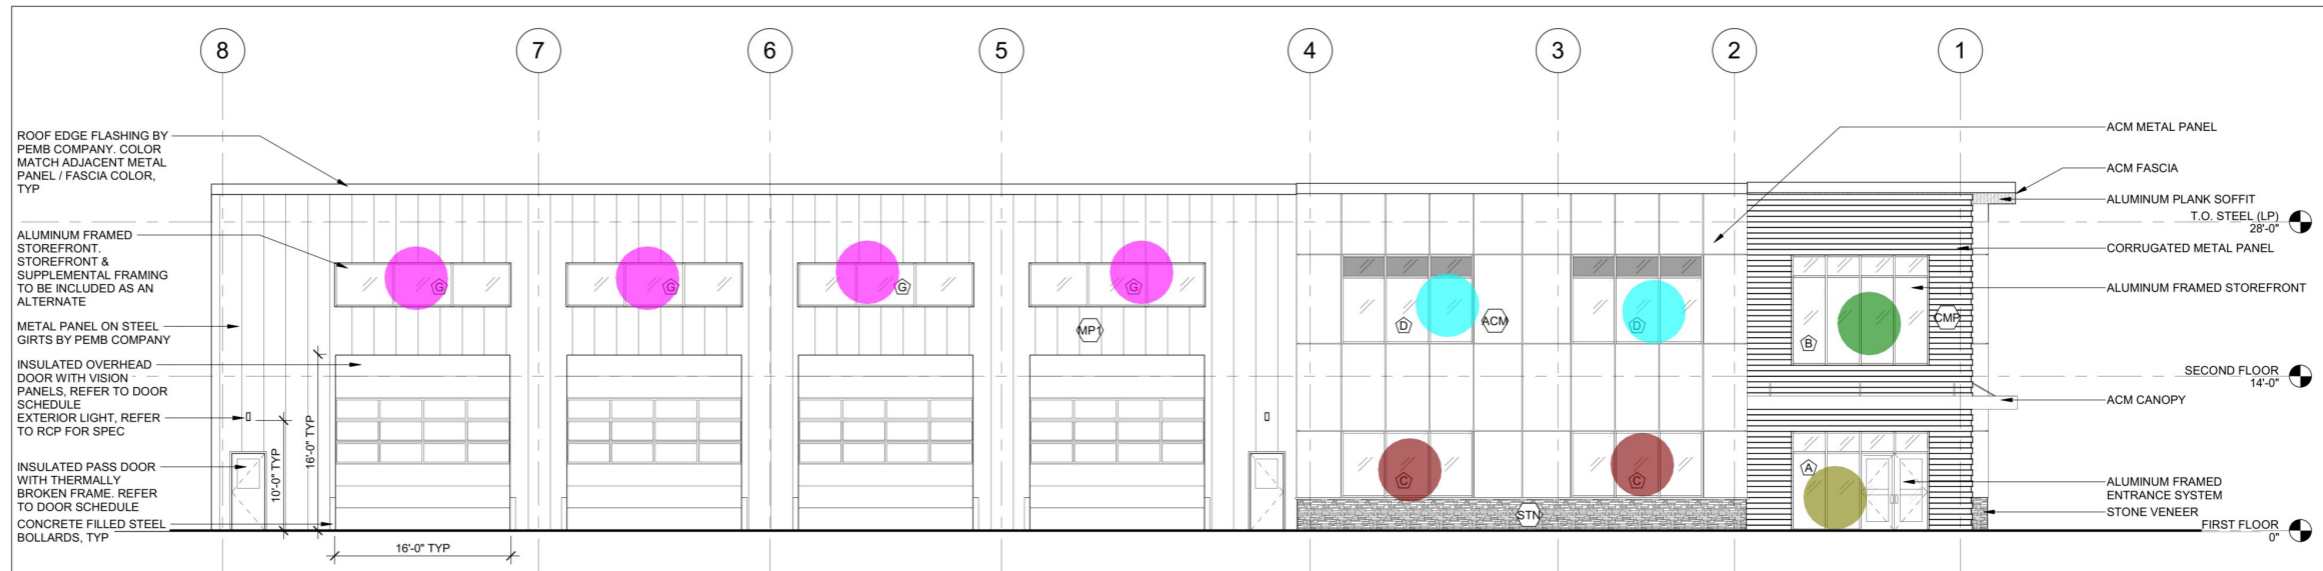 8 7 6 5 4 3 2 1
ROOF EDGE FLASHING BY
PEMB COMPANY. COLOR
MATCH ADJACENT METAL
PANEL / FASCIA COLOR,
TYP
ALUMINUM FRAMED
STOREFRONT.
STOREFRONT &
SUPPLEMENTAL FRAMING
TO BE INCLUDED AS AN
ALTERNATE
METAL PANEL ON STEEL
GIRTS BY PEMB COMPANY
INSULATED OVERHEAD
DOOR WITH VISION
PANELS, REFER TO DOOR
SCHEDULE
EXTERIOR LIGHT, REFER
TO RCP FOR SPEC
INSULATED PASS DOOR
WITH THERMALLY
BROKEN FRAME. REFER
TO DOOR SCHEDULE
CONCRETE FILLED STEEL
BOLLARDS, TYP
10'-0" TYP
16'-0" TYP
16'-0" TYP
G G G G
MP1
D ACM D
B CMP
C C A
STN
ACM METAL PANEL
ACM FASCIA
ALUMINUM PLANK SOFFIT
T.O. STEEL (LP)
28'-0"
CORRUGATED METAL PANEL
ALUMINUM FRAMED STOREFRONT
SECOND FLOOR
14'-0"
ACM CANOPY
ALUMINUM FRAMED
ENTRANCE SYSTEM
STONE VENEER
FIRST FLOOR
0"